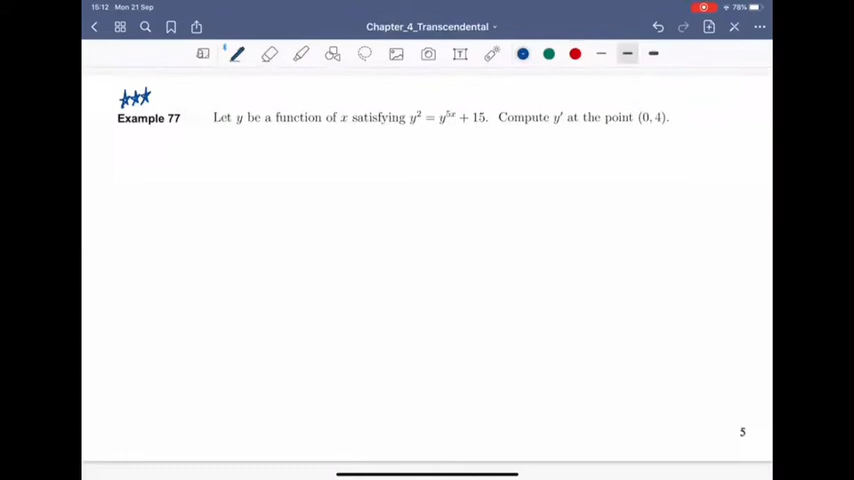 15:12 Mon 21 Sep
78%
Chapter_4_Transcendental
T
Example 77 Let y be a function of x satisfying y² = y⁵ˣ + 15. Compute y′ at the point (0, 4).
5